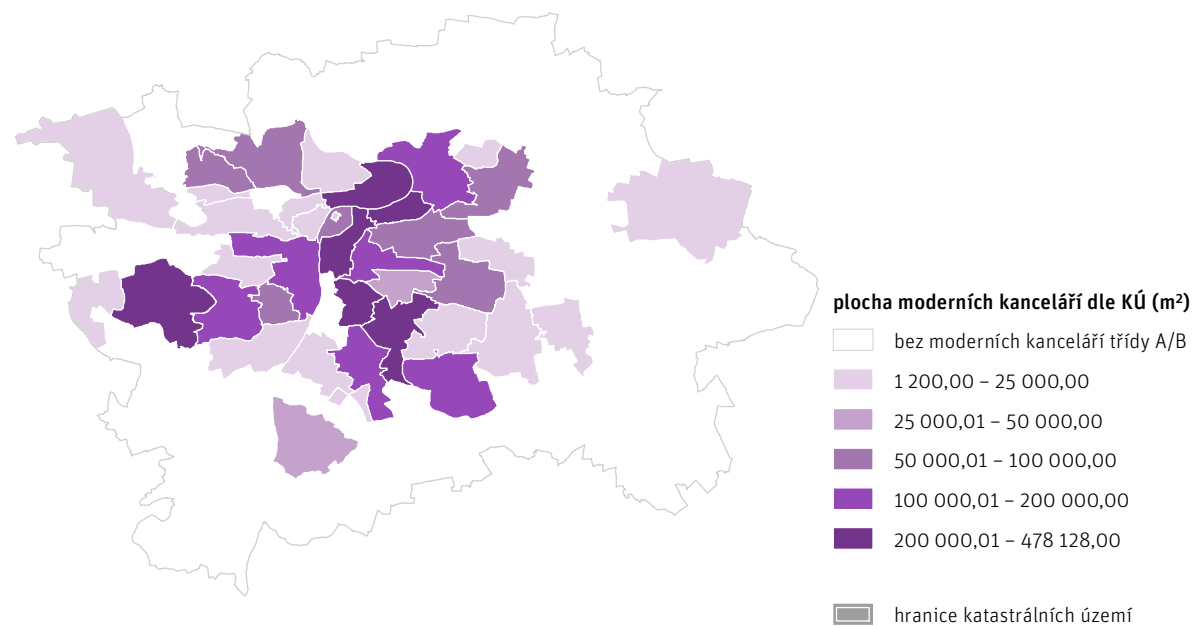 plocha moderních kanceláří dle KÚ (m²)
bez moderních kanceláří třídy A/B
1 200,00 – 25 000,00
25 000,01 – 50 000,00
50 000,01 – 100 000,00
100 000,01 – 200 000,00
200 000,01 – 478 128,00
hranice katastrálních území